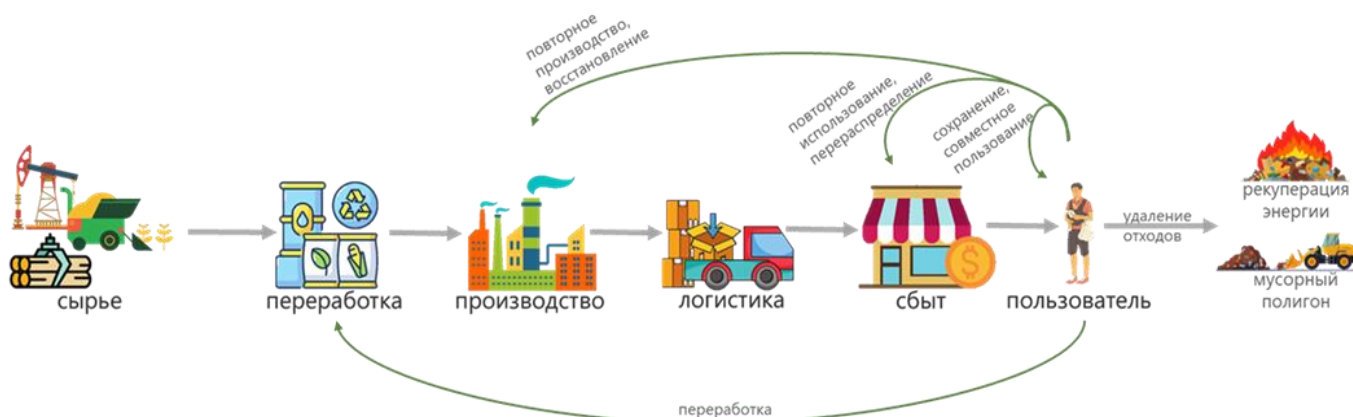 повторное
производство,
восстановление
повторное
использование,
перераспределение
сохранение,
совместное
пользование
сырье
переработка
производство
логистика
сбыт
пользователь
удаление
отходов
рекуперация
энергии
мусорный
полигон
переработка
$